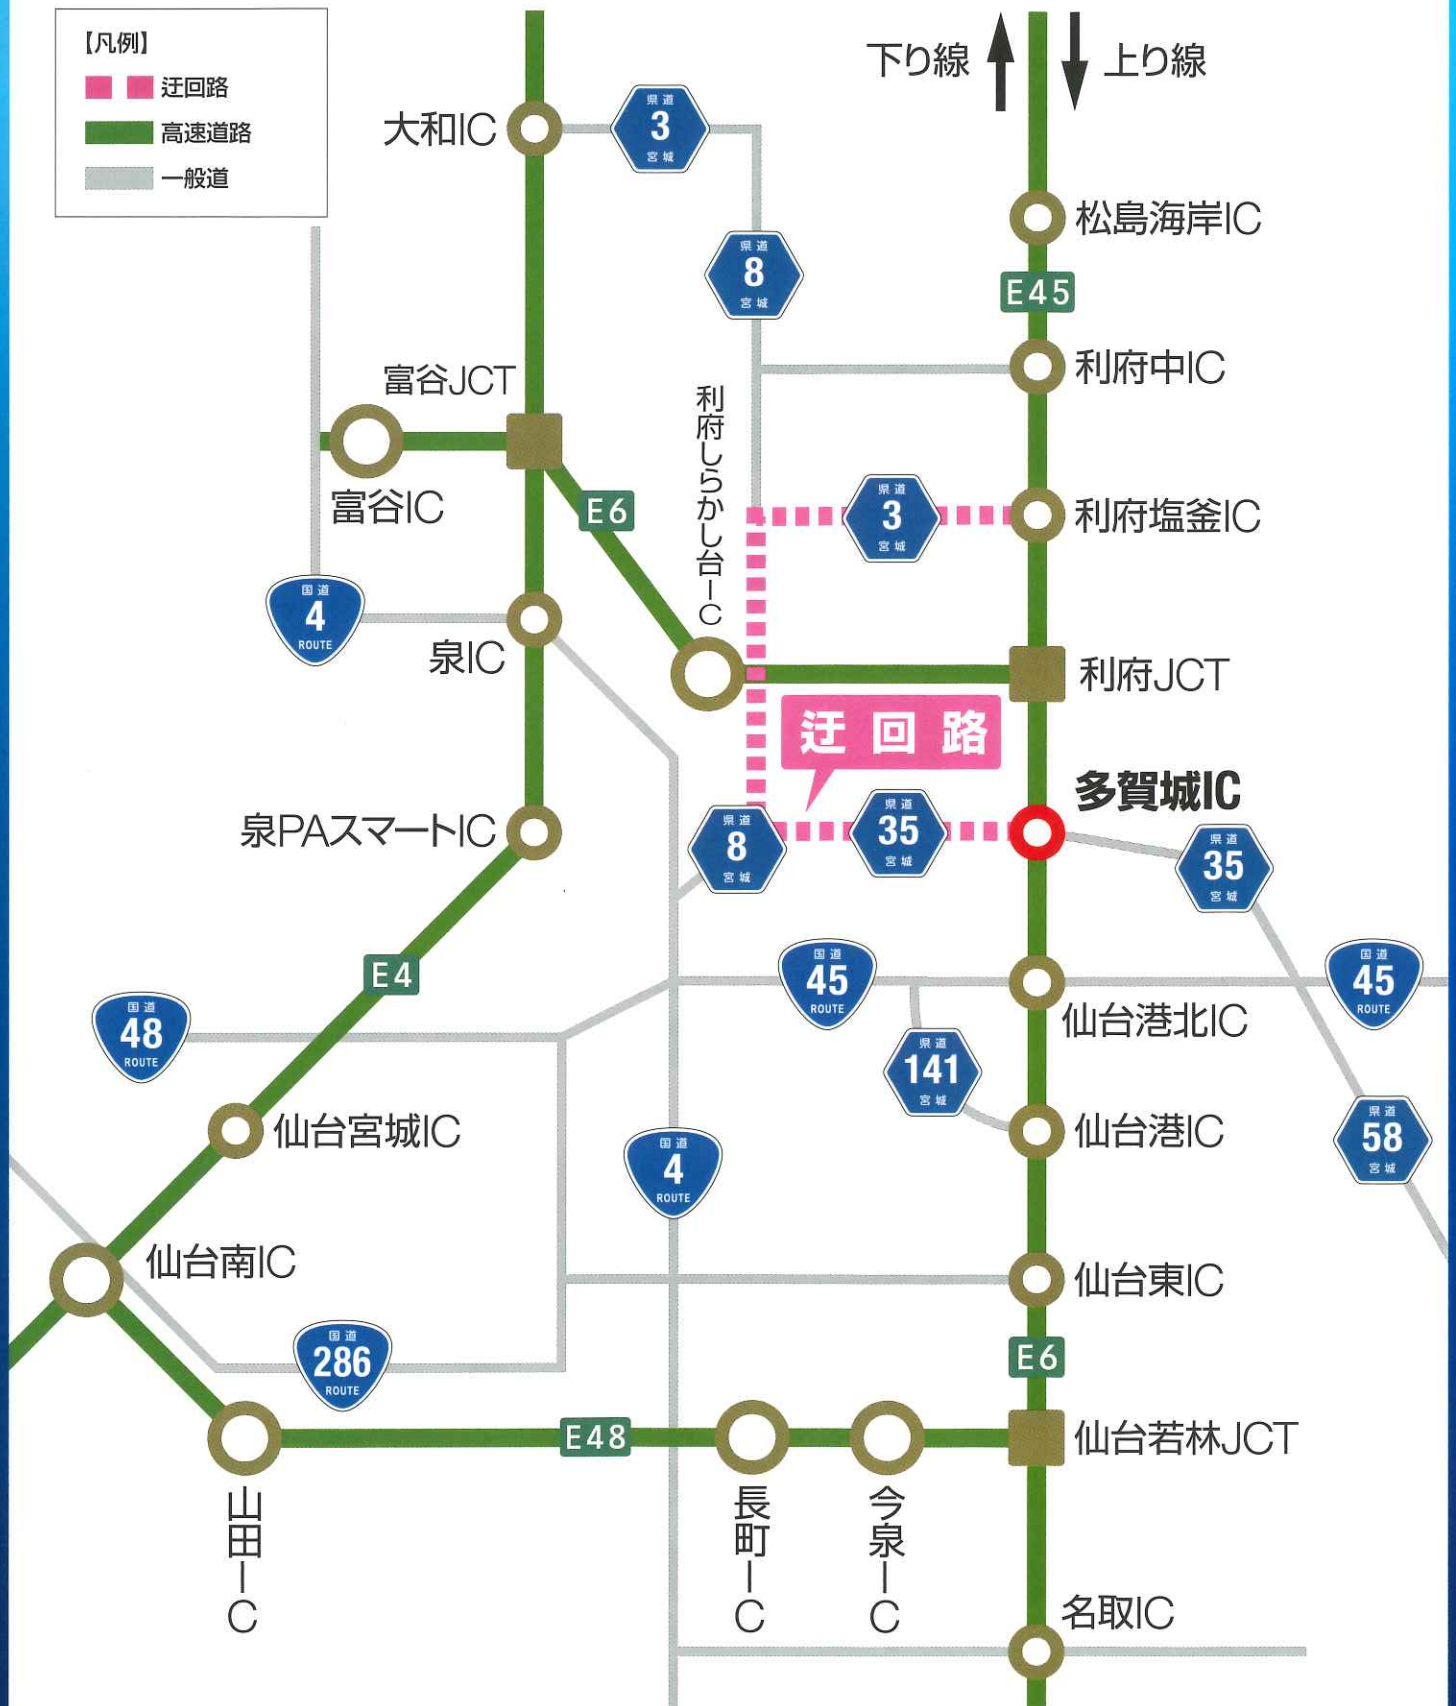 【凡例】
迂回路
高速道路
一般道
下り線
上り線
大和IC
県道
3
宮城
県道
8
宮城
松島海岸IC
E45
利府中IC
富谷JCT
富谷IC
E6
利府しらかし台IC
県道
3
宮城
利府塩釜IC
国道
4
ROUTE
泉IC
利府JCT
迂回路
多賀城IC
泉PAスマートIC
県道
8
宮城
県道
35
宮城
県道
35
宮城
E4
国道
45
ROUTE
国道
45
ROUTE
国道
48
ROUTE
仙台港北IC
県道
141
宮城
仙台宮城IC
仙台港IC
国道
4
ROUTE
県道
58
宮城
仙台南IC
仙台東IC
国道
286
ROUTE
E6
E48
仙台若林JCT
山田IC
長町IC
今泉IC
名取IC